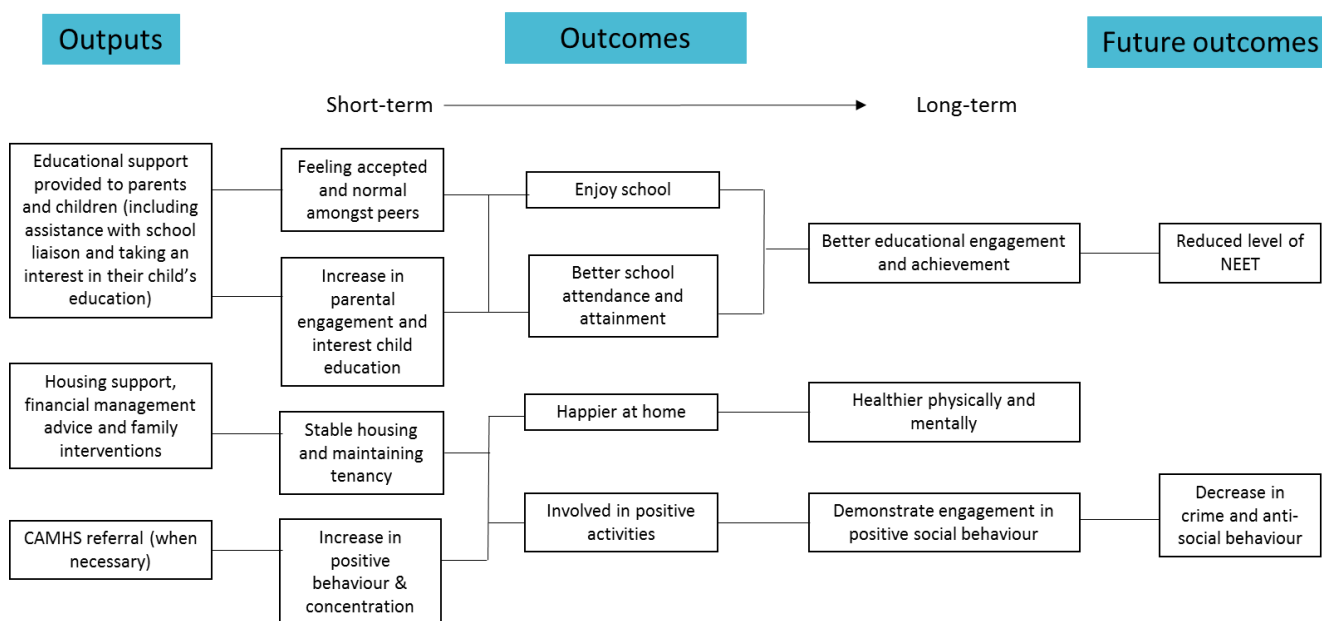 Outputs
Outcomes
Future outcomes
Short-term
Long-term
Educational support
provided to parents
and children (including
assistance with school
liaison and taking an
interest in their child’s
education)
Feeling accepted
and normal
amongst peers
Enjoy school
Increase in
parental
engagement and
interest child
education
Better school
attendance and
attainment
Better educational engagement
and achievement
Reduced level of
NEET
Housing support,
financial management
advice and family
interventions
Stable housing
and maintaining
tenancy
Happier at home
Healthier physically and
mentally
CAMHS referral (when
necessary)
Increase in
positive
behaviour &
concentration
Involved in positive
activities
Demonstrate engagement in
positive social behaviour
Decrease in
crime and anti-
social behaviour